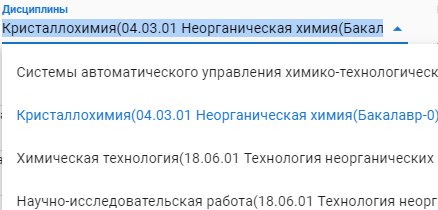 Дисциплины
Кристаллохимия(04.03.01 Неорганическая химия(Бакал
Системы автоматического управления химико-технологическ
Кристаллохимия(04.03.01 Неорганическая химия(Бакалавр-0)
Химическая технология(18.06.01 Технология неорганических
Научно-исследовательская работа(18.06.01 Технология неорг